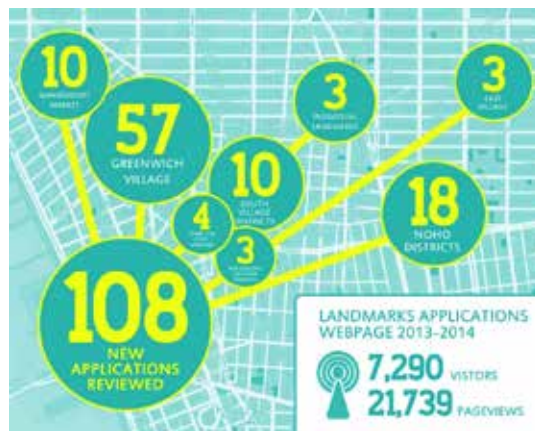 10
MARKET
57
GREENWICH
VILLAGE
3
3
EAST
VILLAGE
10
SOUTH
VILLAGE
DISTRICTS
4
3
18
NOHO
DISTRICTS
108
NEW
APPLICATIONS
REVIEWED
LANDMARKS APPLICATIONS
WEBPAGE 2013-2014
7,290 VISTORS
21,739 PAGEVIEWS